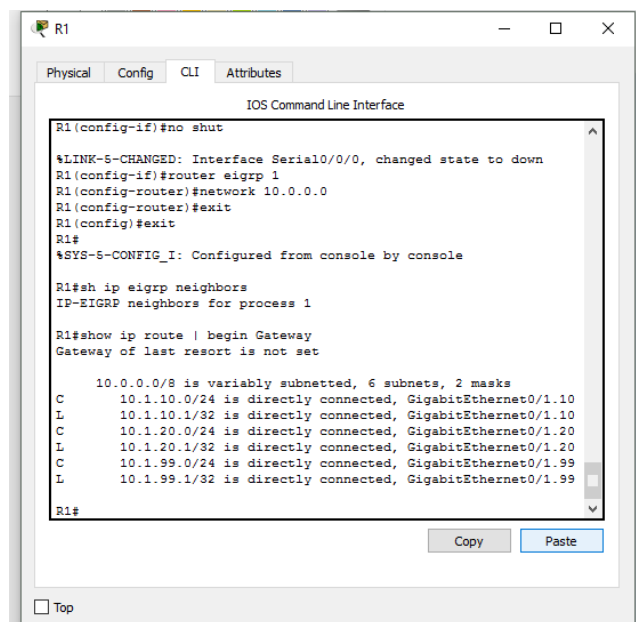 R1
Physical Config CLI Attributes
IOS Command Line Interface
R1(config-if)#no shut
%LINK-5-CHANGED: Interface Serial0/0/0, changed state to down
R1(config-if)#router eigrp 1
R1(config-router)#network 10.0.0.0
R1(config-router)#exit
R1(config)#exit
R1#
%SYS-5-CONFIG_I: Configured from console by console
R1#sh ip eigrp neighbors
IP-EIGRP neighbors for process 1
R1#show ip route | begin Gateway
Gateway of last resort is not set
10.0.0.0/8 is variably subnetted, 6 subnets, 2 masks
C 10.1.10.0/24 is directly connected, GigabitEthernet0/1.10
L 10.1.10.1/32 is directly connected, GigabitEthernet0/1.10
C 10.1.20.0/24 is directly connected, GigabitEthernet0/1.20
L 10.1.20.1/32 is directly connected, GigabitEthernet0/1.20
C 10.1.99.0/24 is directly connected, GigabitEthernet0/1.99
L 10.1.99.1/32 is directly connected, GigabitEthernet0/1.99
R1#
Copy Paste
Top